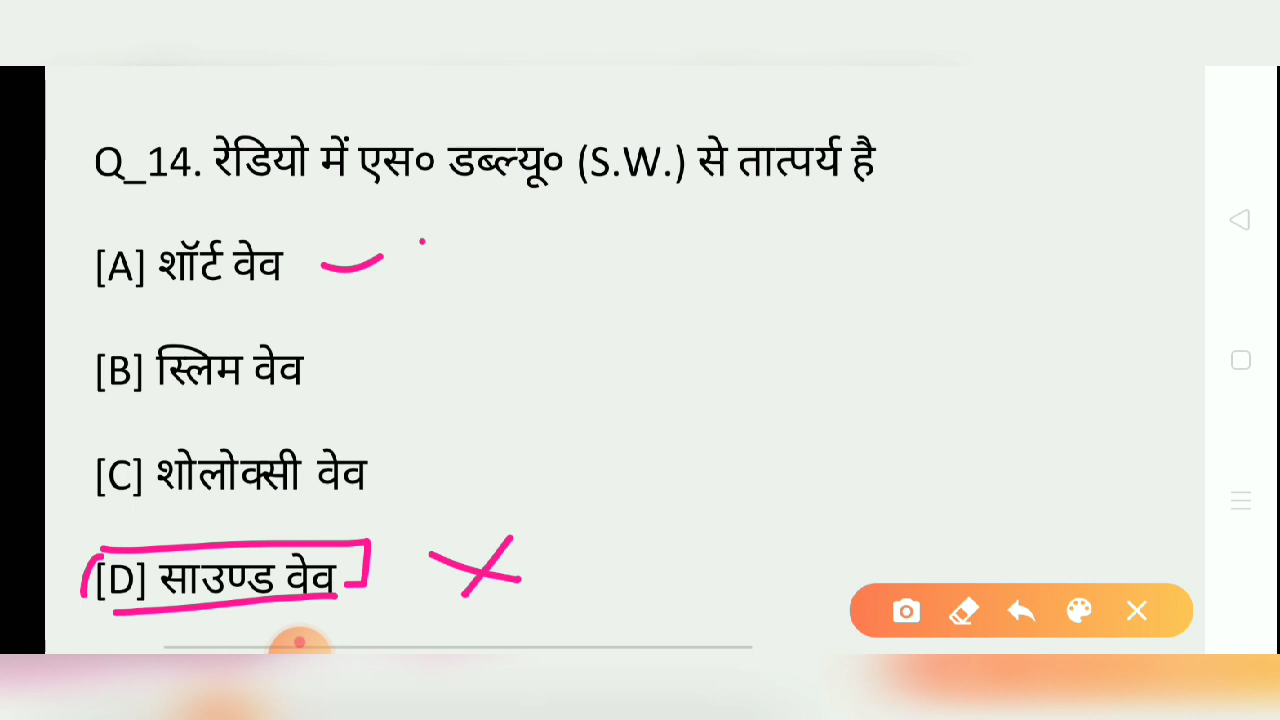 Q_14. रेडियो में एस० डब्ल्यू० (S.W.) से तात्पर्य है
[A] शॉर्ट वेव
[B] स्लिम वेव
[C] शोलोक्सी वेव
[D] साउण्ड वेव